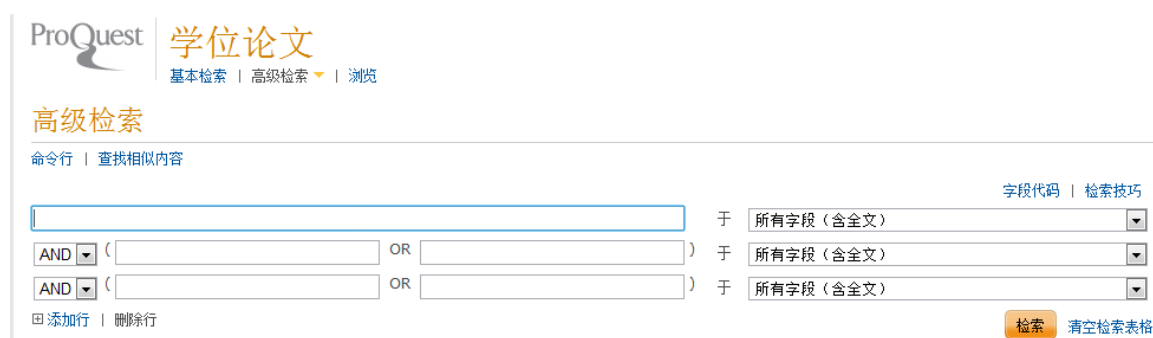 ProQuest 学位论文
基本检索 | 高级检索 | 浏览
高级检索
命令行 | 查找相似内容
字段代码 | 检索技巧
于 所有字段（含全文）
AND ( OR ) 于 所有字段（含全文）
AND ( OR ) 于 所有字段（含全文）
添加行 | 删除行 检索 清空检索表格